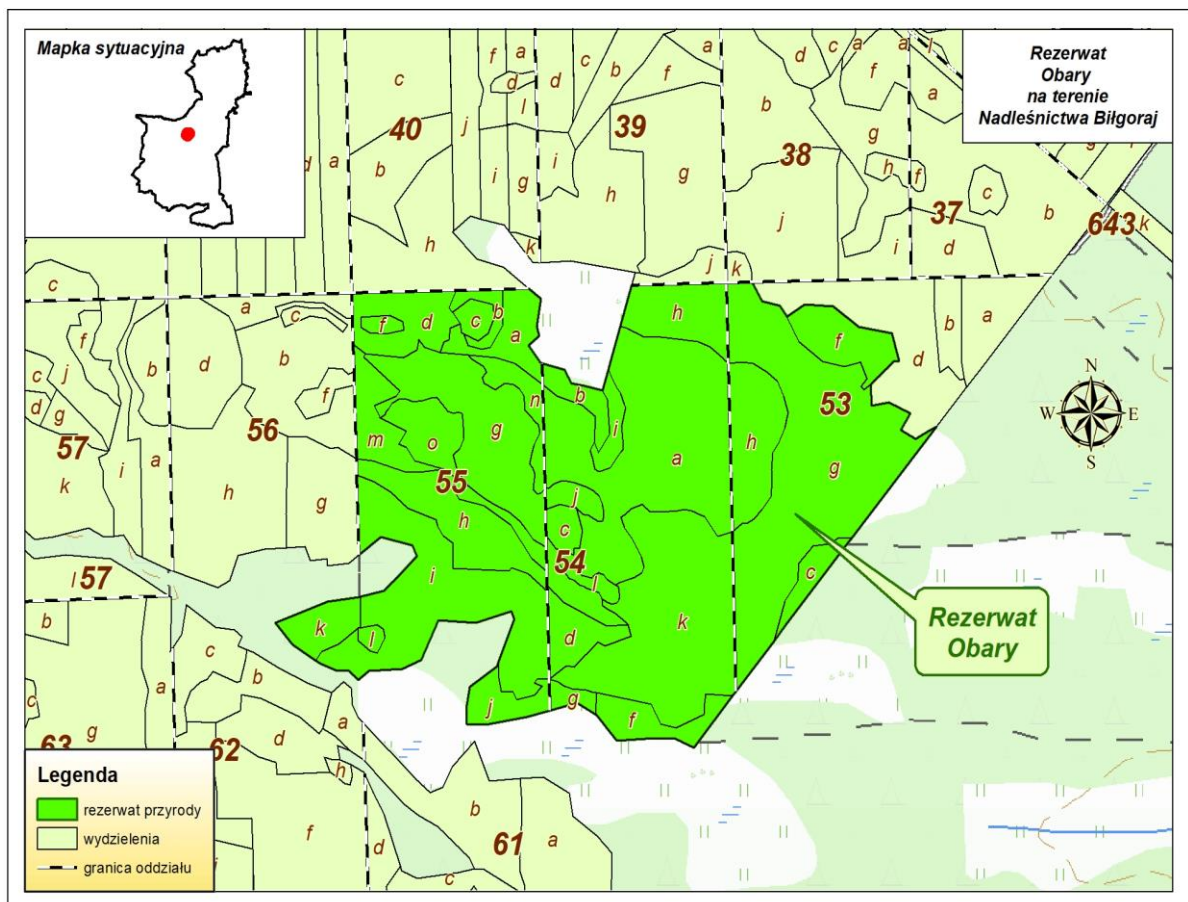 Mapka sytuacyjna
Rezerwat
Obary
na terenie
Nadleśnictwa Biłgoraj
c f a d c b a f d c a a l
d l b f a
40 j 39 b 38 g
d a b i g i h g h f c
37 b 643 k
h j i d
k j k
c a f d c b a h f b a
f c b d b n b i d
j 53
d g 56 f m o g a h g
57 i a 55
k h g h j c
54 l c
l 57 i k
b k l d
c b
a
c g a j g f
d
63 62 h b
Rezerwat
Obary
N
W E
S
f d 61 a
c
Legenda
rezerwat przyrody
wydzielenia
granica oddziału